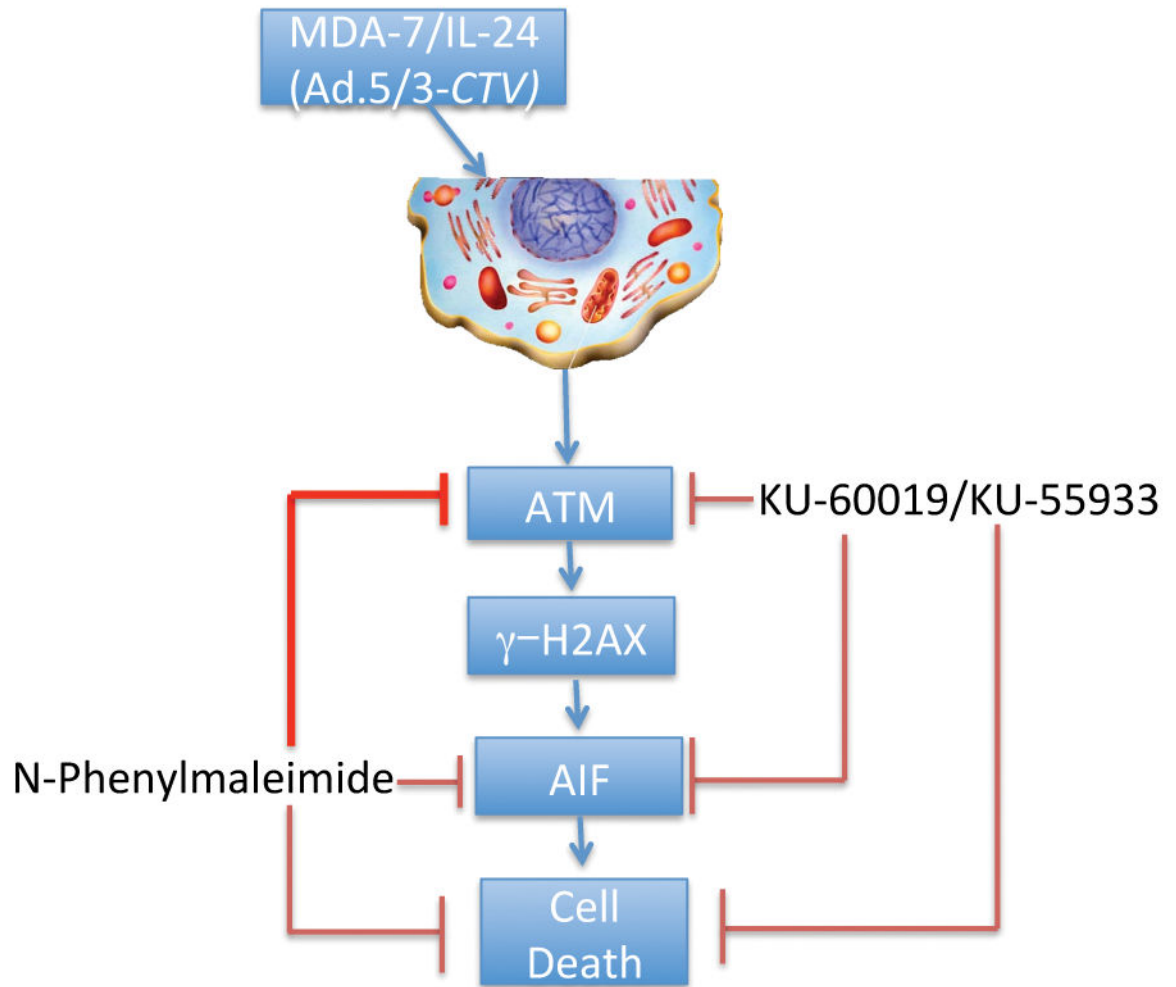 MDA-7/IL-24
(Ad.5/3-CTV)
ATM
KU-60019/KU-55933
γ–H2AX
N-Phenylmaleimide
AIF
Cell
Death